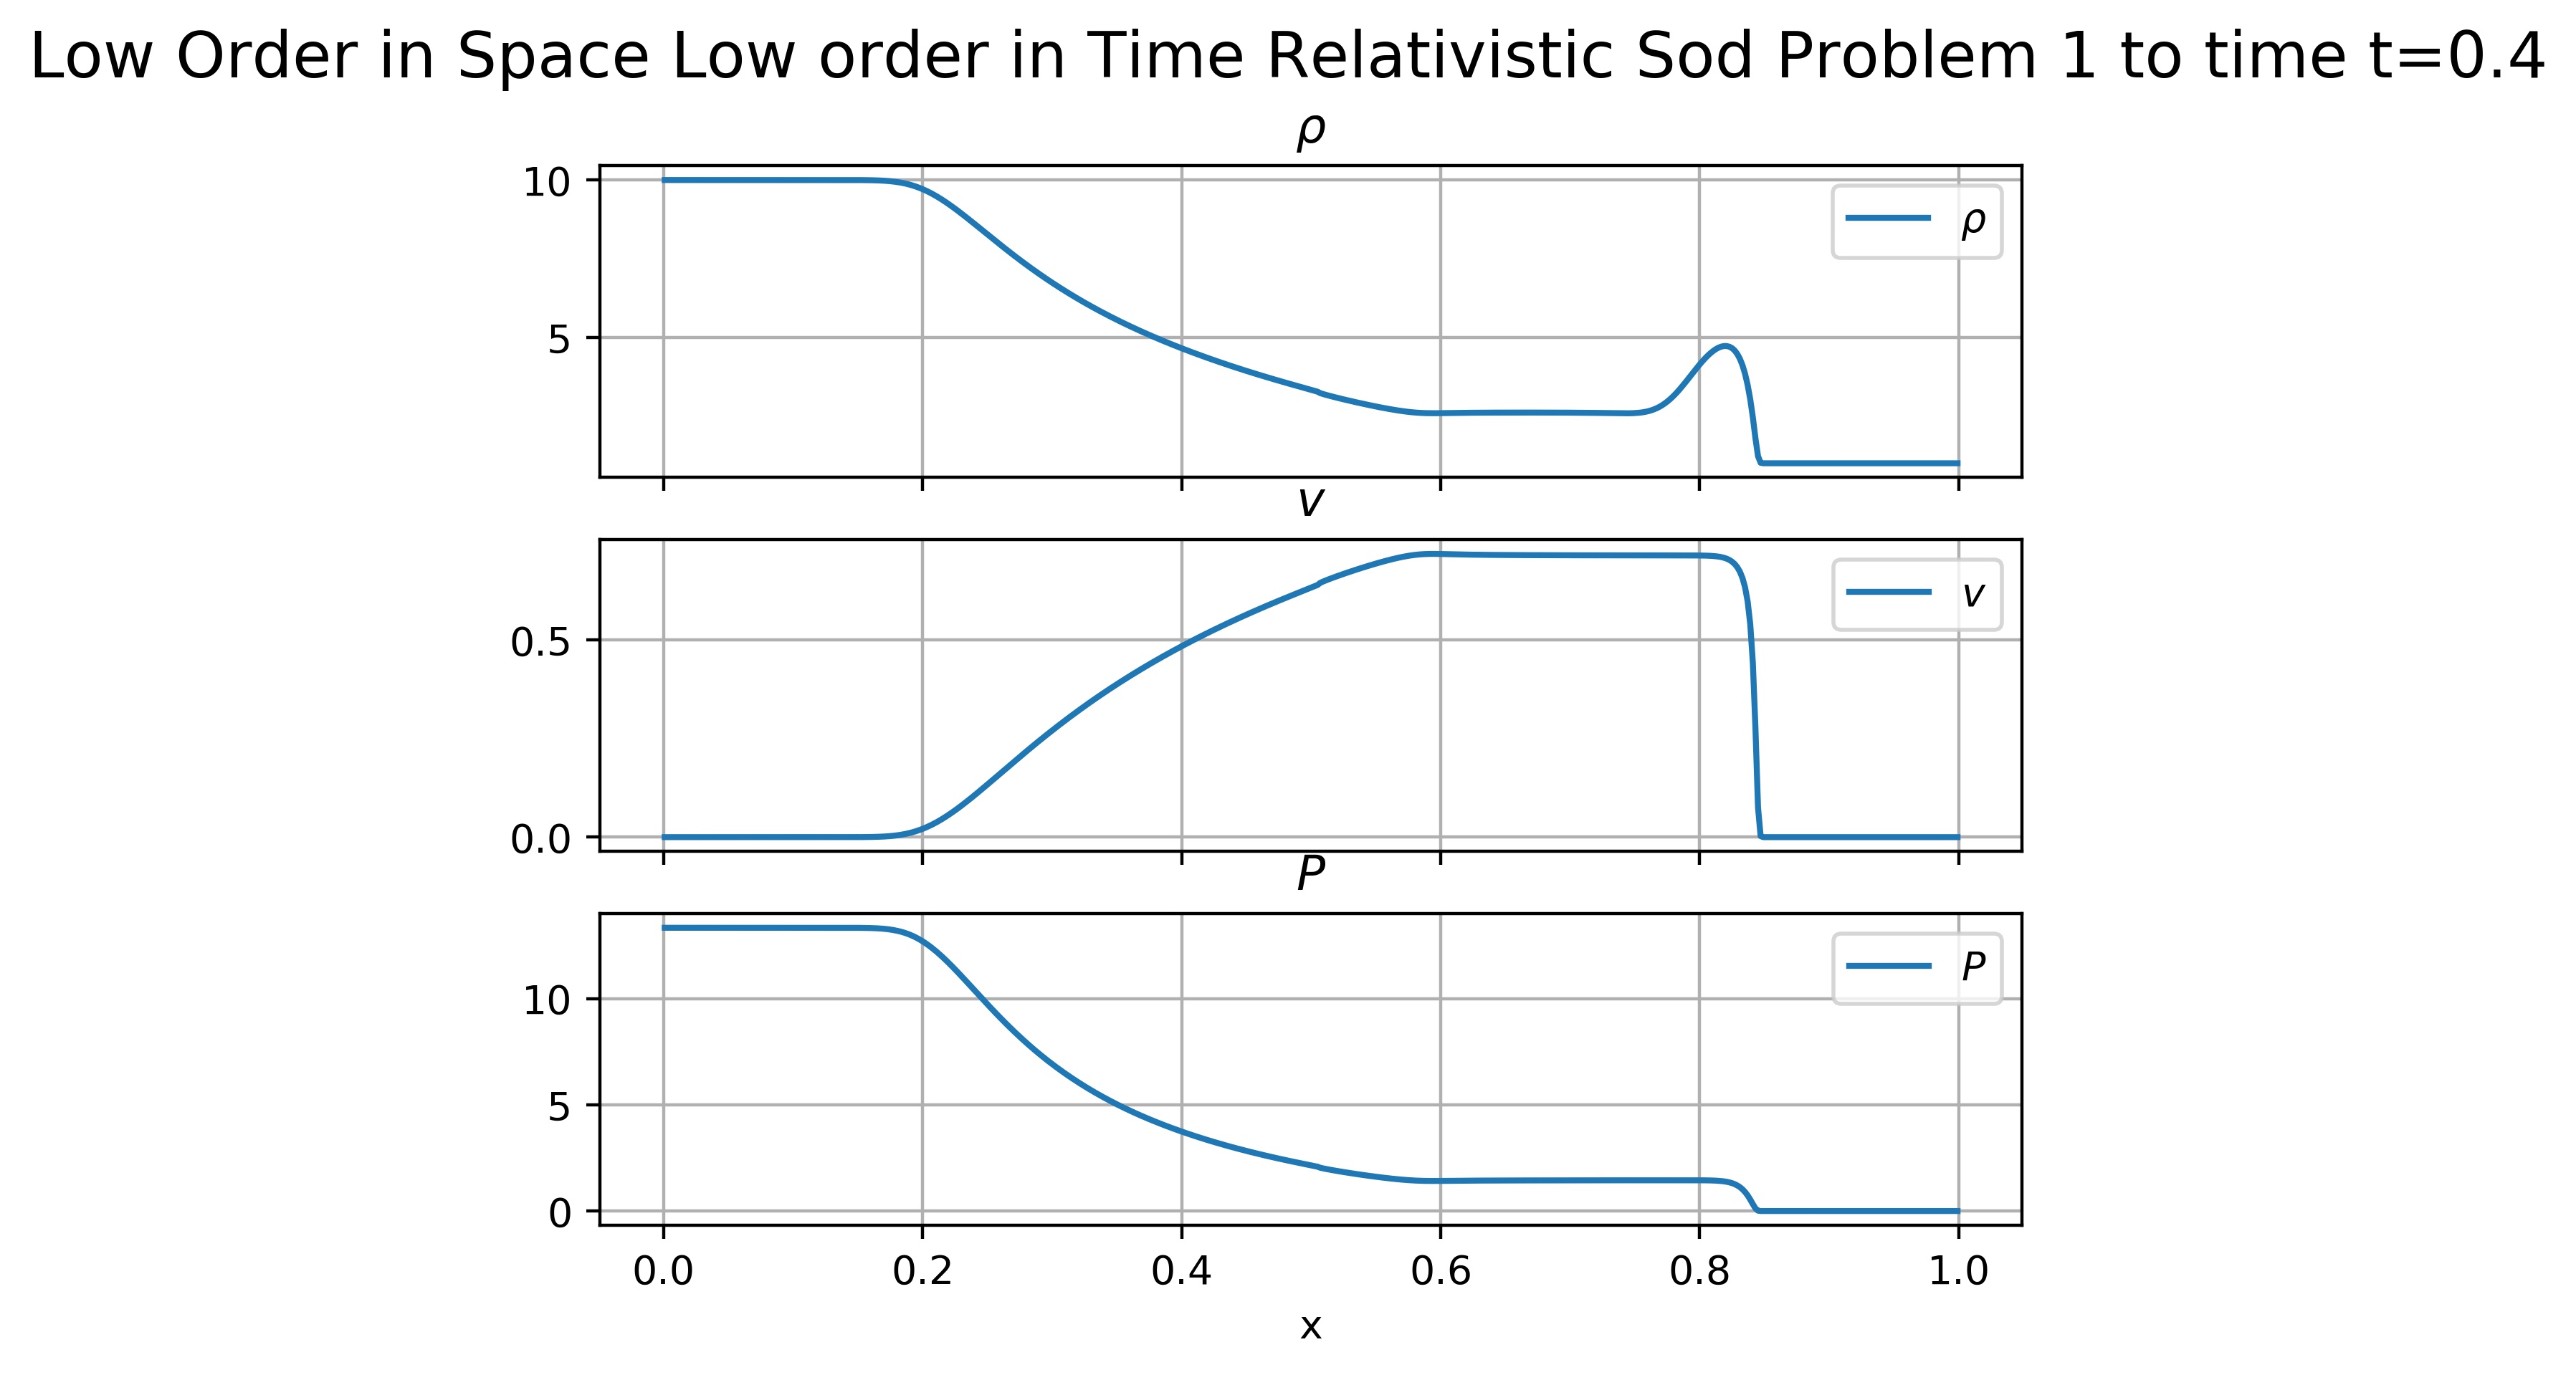 Low Order in Space Low order in Time Relativistic Sod Problem 1 to time t=0.4
ρ
10
5
ρ
v
0.5
0.0
v
P
10
5
0
P
0.0 0.2 0.4 0.6 0.8 1.0
x